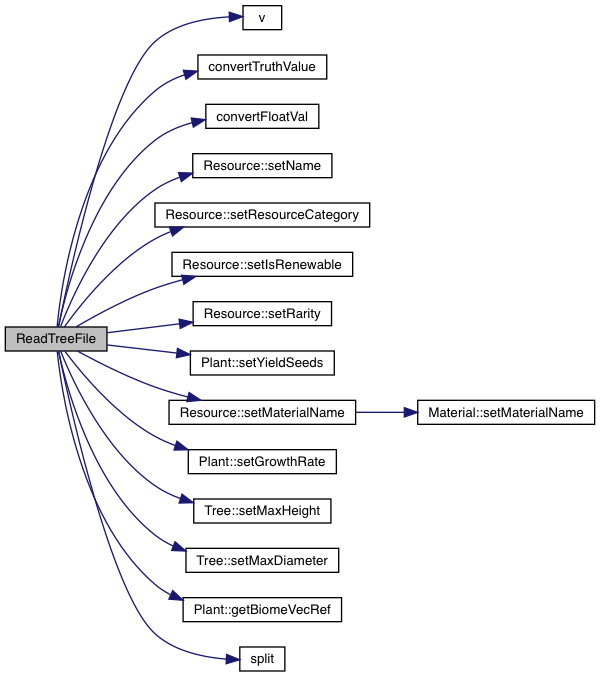 v
convertTruthValue
convertFloatVal
Resource::setName
Resource::setResourceCategory
Resource::setIsRenewable
Resource::setRarity
ReadTreeFile
Plant::setYieldSeeds
Resource::setMaterialName
Material::setMaterialName
Plant::setGrowthRate
Tree::setMaxHeight
Tree::setMaxDiameter
Plant::getBiomeVecRef
split